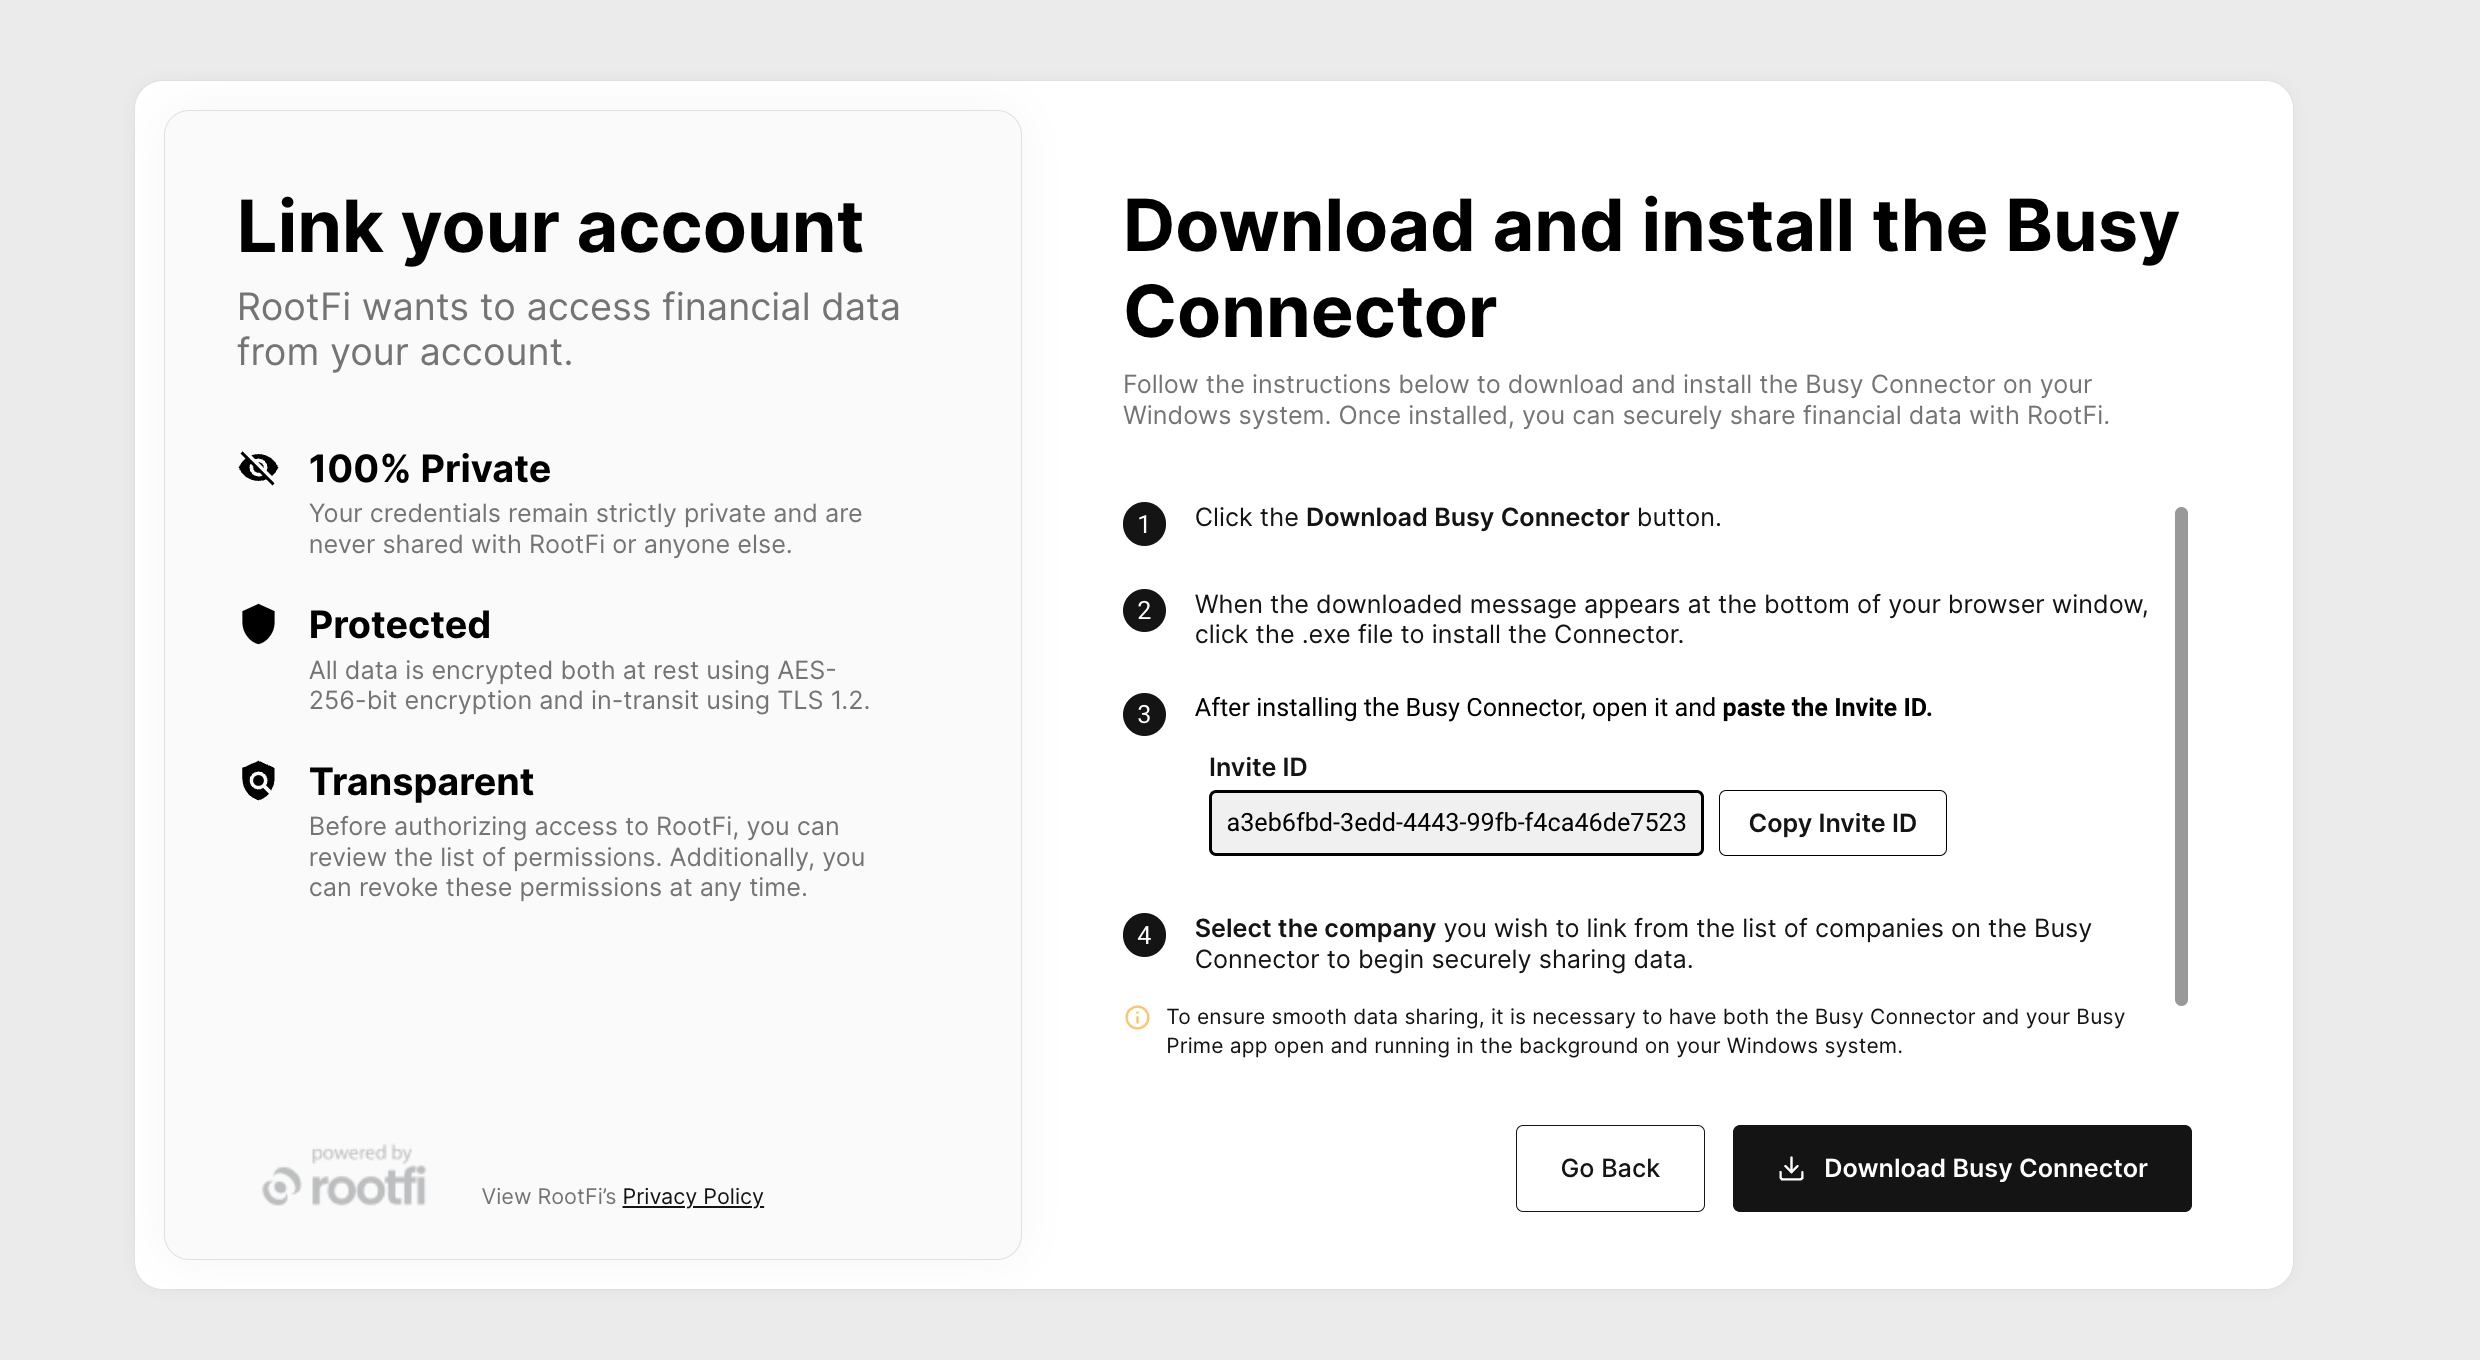 Link your account
RootFi wants to access financial data
from your account.
100% Private
Your credentials remain strictly private and are
never shared with RootFi or anyone else.
Protected
All data is encrypted both at rest using AES-
256-bit encryption and in-transit using TLS 1.2.
Transparent
Before authorizing access to RootFi, you can
review the list of permissions. Additionally, you
can revoke these permissions at any time.
powered by
rootfi
View RootFi’s Privacy Policy
Download and install the Busy
Connector
Follow the instructions below to download and install the Busy Connector on your
Windows system. Once installed, you can securely share financial data with RootFi.
1 Click the Download Busy Connector button.
2 When the downloaded message appears at the bottom of your browser window,
click the .exe file to install the Connector.
3 After installing the Busy Connector, open it and paste the Invite ID.
Invite ID
a3eb6fbd-3edd-4443-99fb-f4ca46de7523 Copy Invite ID
4 Select the company you wish to link from the list of companies on the Busy
Connector to begin securely sharing data.
To ensure smooth data sharing, it is necessary to have both the Busy Connector and your Busy
Prime app open and running in the background on your Windows system.
Go Back Download Busy Connector